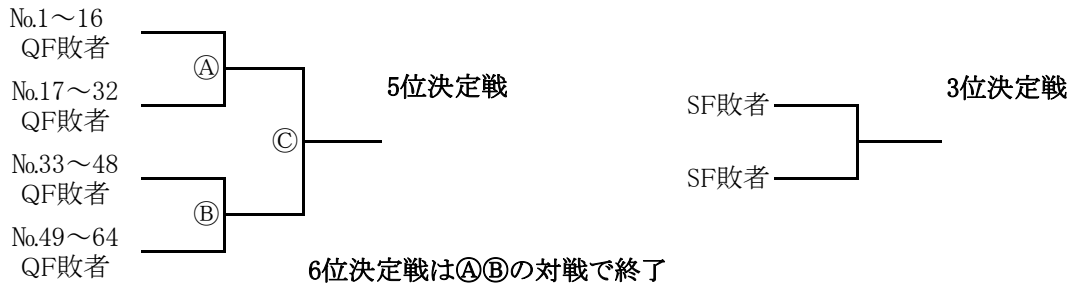 №1～16
QF敗者
Ⓐ
№17～32
QF敗者
Ⓒ
№33～48
QF敗者
Ⓑ
№49～64
QF敗者
5位決定戦
6位決定戦はⒶⒷの対戦で終了
3位決定戦
SF敗者
SF敗者